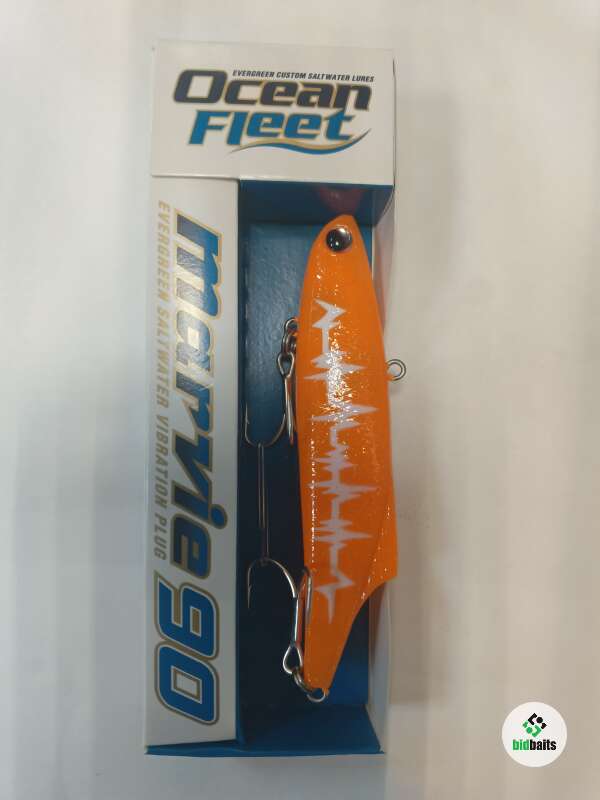 EVERGREEN CUSTOM SALTWATER LURES
Ocean
Fleet
marvie 90
EVERGREEN SALTWATER VIBRATION PLUG
bidbaits